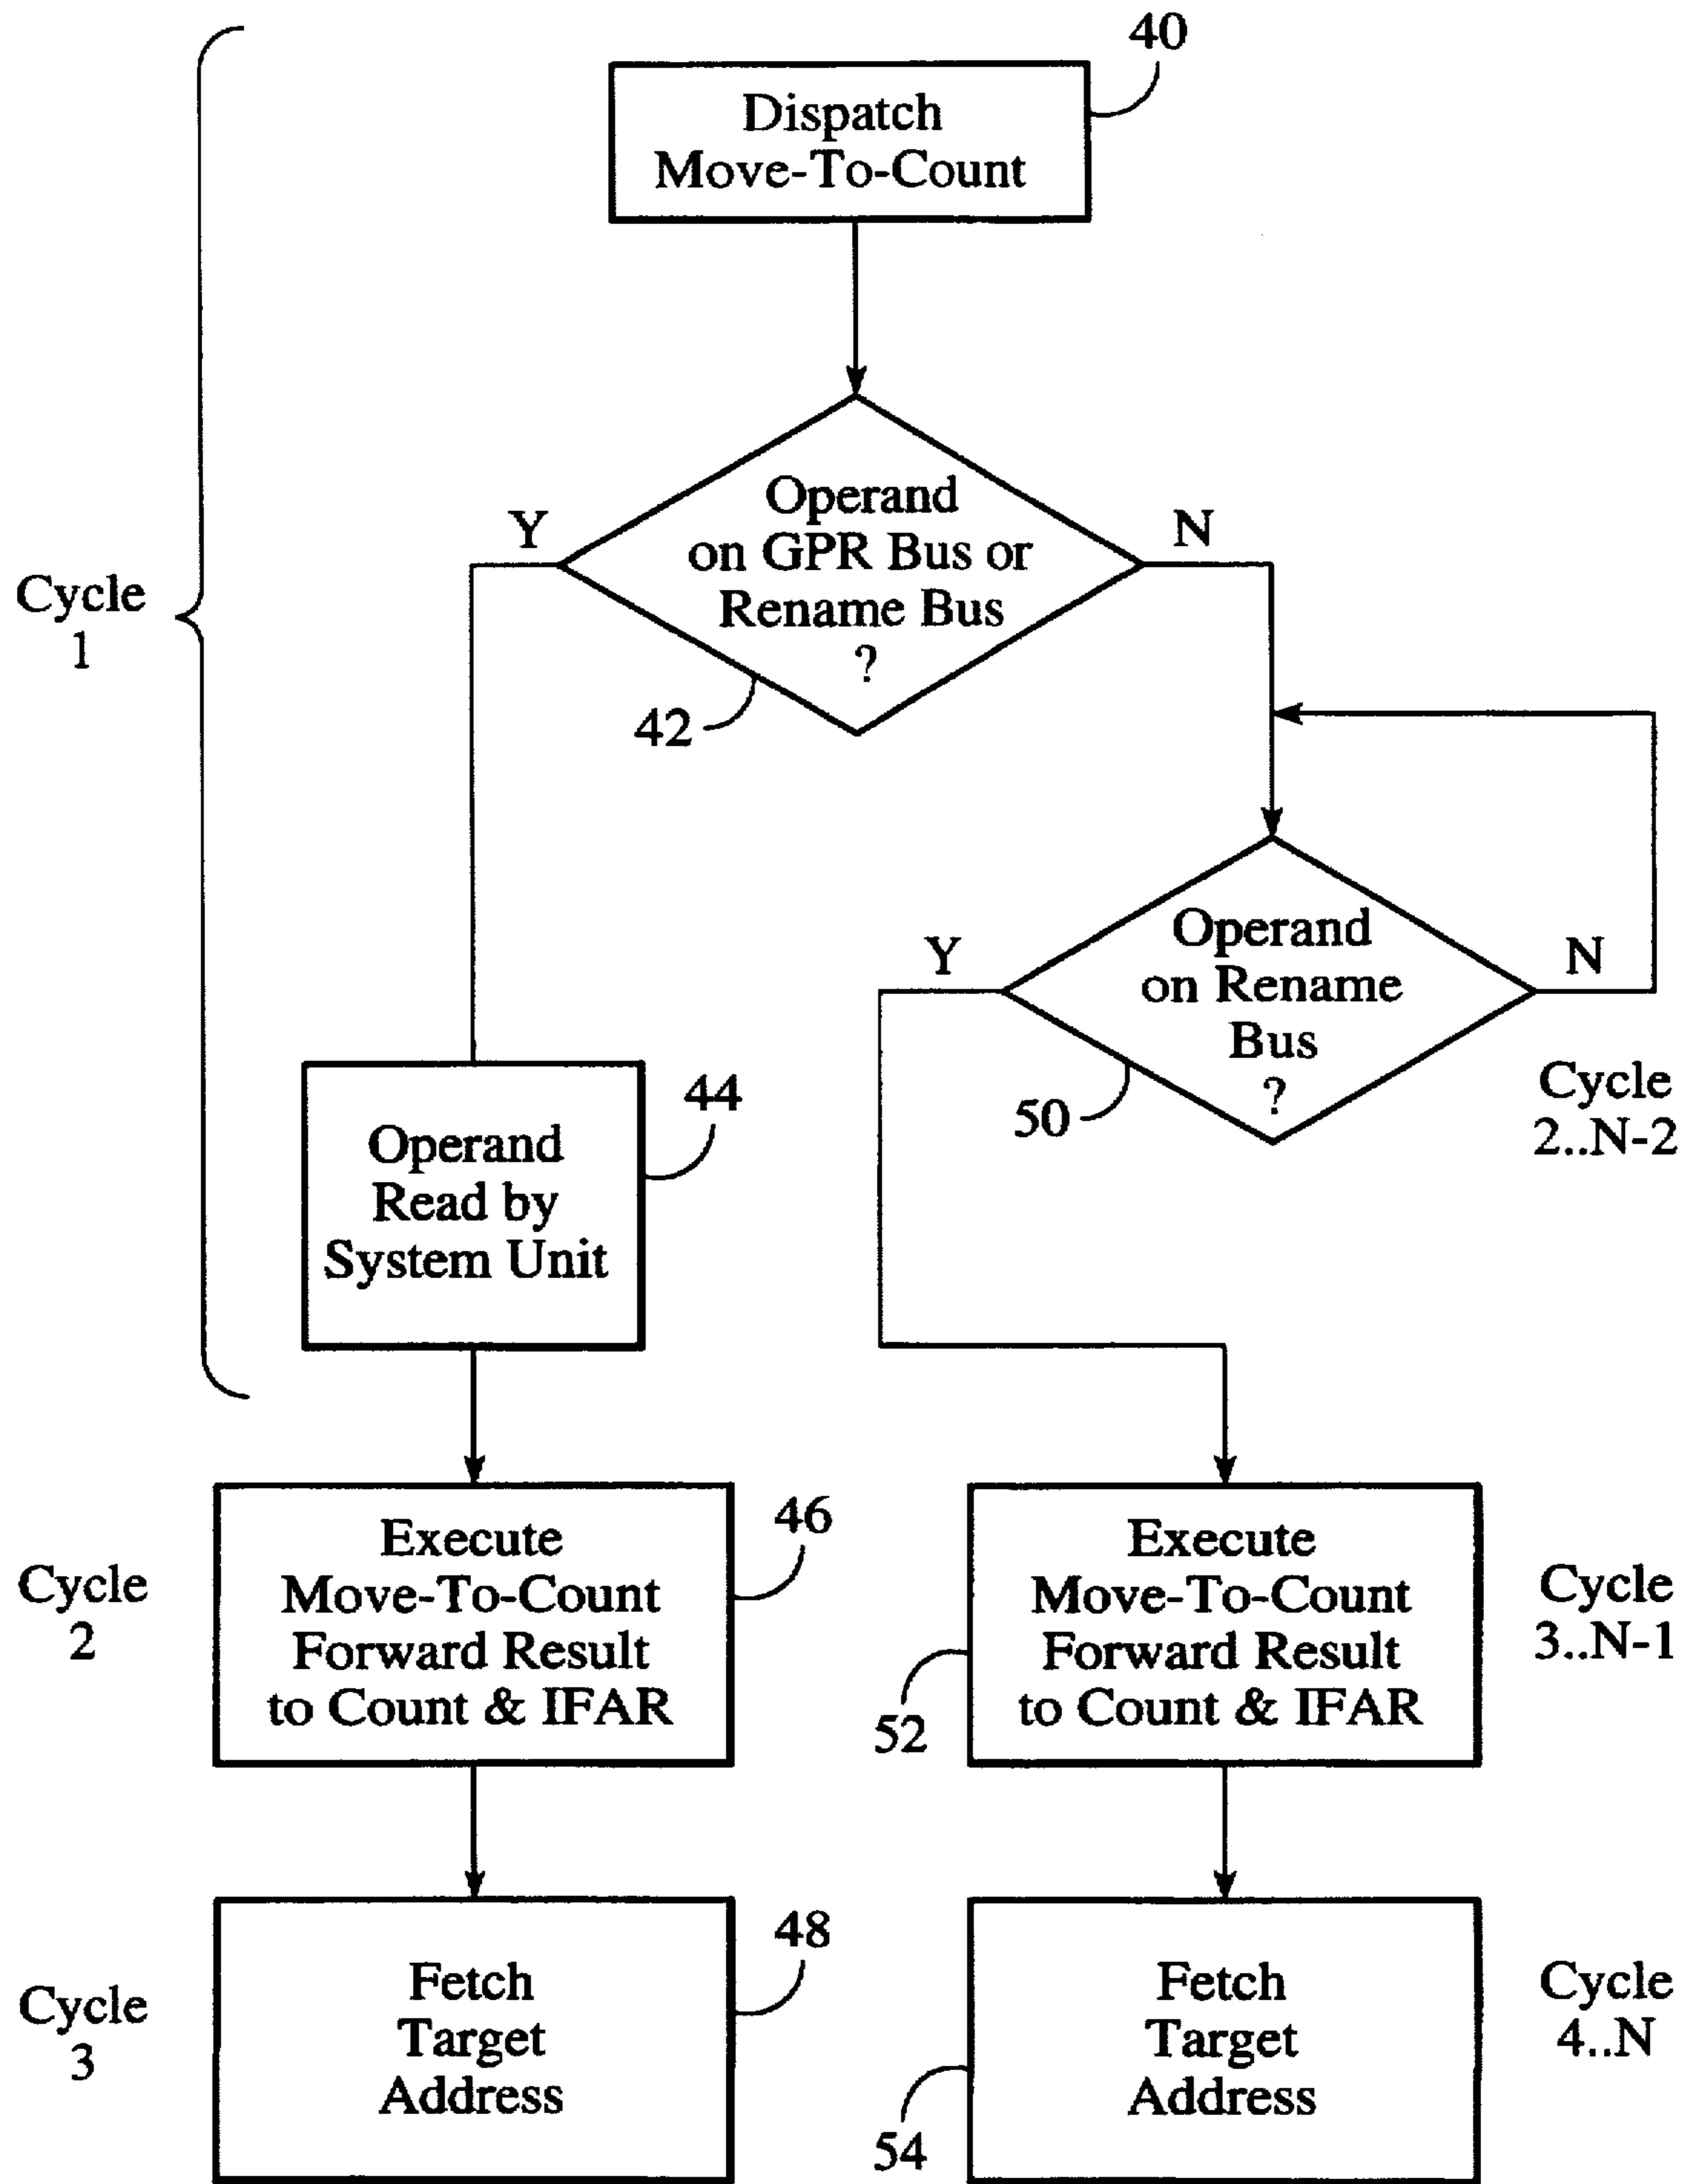 40
Dispatch
Move-To-Count
Operand
on GPR Bus or
Rename Bus
?
Y
N
42
Cycle
1
Operand
on Rename
Bus
?
Y
N
50
Cycle
2..N-2
44
Operand
Read by
System Unit
46
Execute
Move-To-Count
Forward Result
to Count & IFAR
Cycle
2
Execute
Move-To-Count
Forward Result
to Count & IFAR
52
Cycle
3..N-1
48
Fetch
Target
Address
Cycle
3
Fetch
Target
Address
54
Cycle
4..N